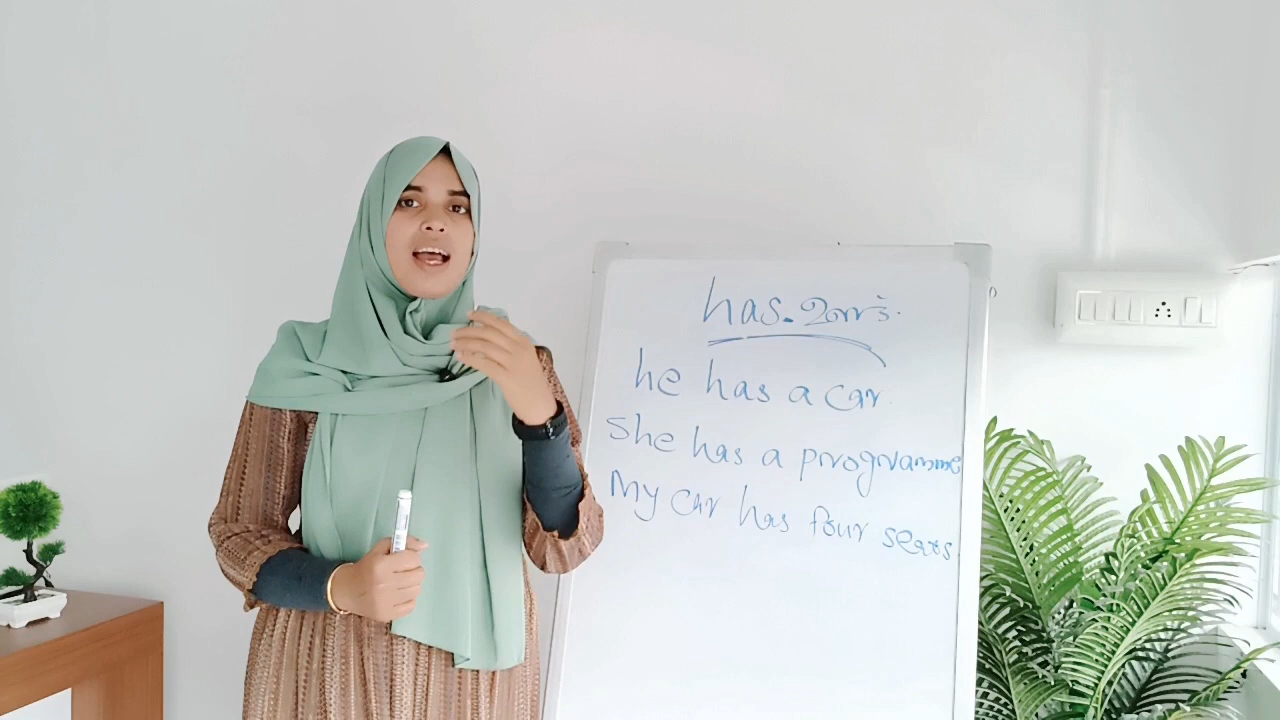 has - ഉണ്ട്.
he has a car.
She has a programme
My car has four seats